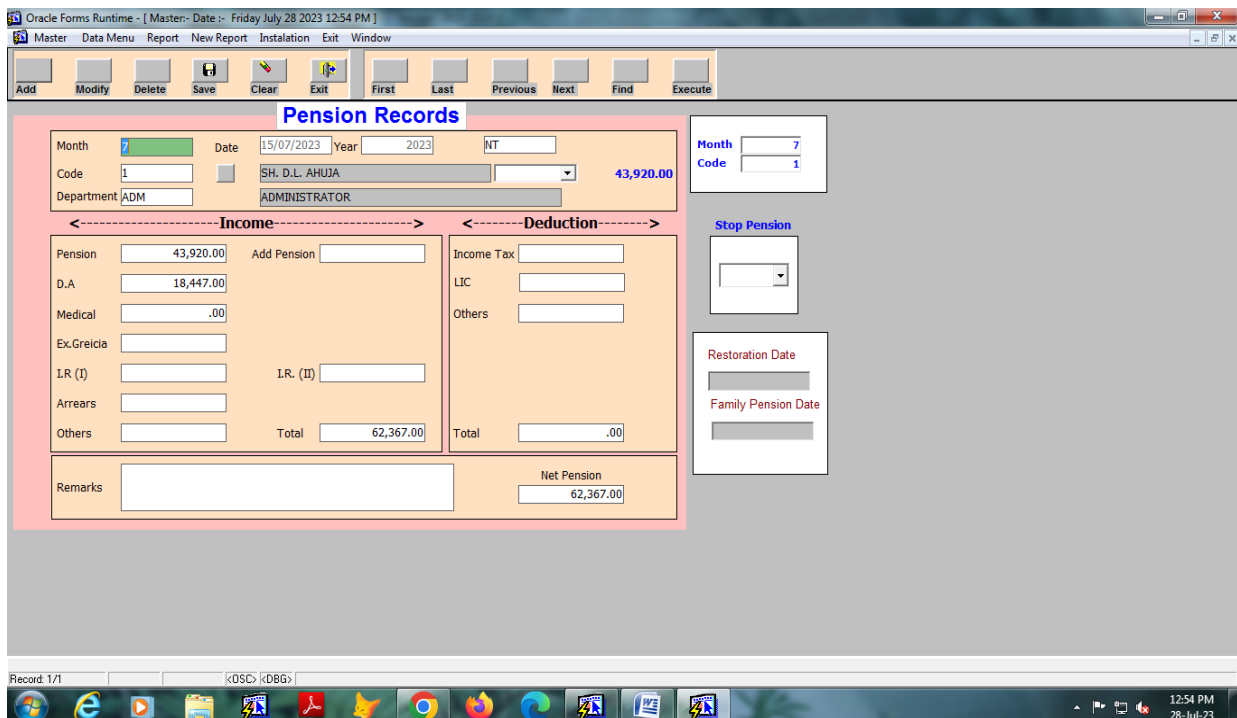 Oracle Forms Runtime - [ Master:- Date :-  Friday July 28 2023 12:54 PM ]
Master Data Menu Report New Report Instalation Exit Window
Add Modify Delete Save Clear Exit First Last Previous Next Find Execute
Pension Records
Month 7 Date 15/07/2023 Year 2023 NT
Code 1 SH. D.L. AHUJA 43,920.00
Department ADM ADMINISTRATOR
Month 7
Code 1
<----------------------Income---------------------->  <--------Deduction-------->
Stop Pension
Pension 43,920.00 Add Pension Income Tax
D.A 18,447.00 LIC
Medical .00 Others
Ex.Greicia
I.R (I) I.R. (II)
Arrears
Others Total 62,367.00 Total .00
Restoration Date
Family Pension Date
Remarks
Net Pension
62,367.00
Record: 1/1 <OSC> <DBG>
12:54 PM
28-Jul-23